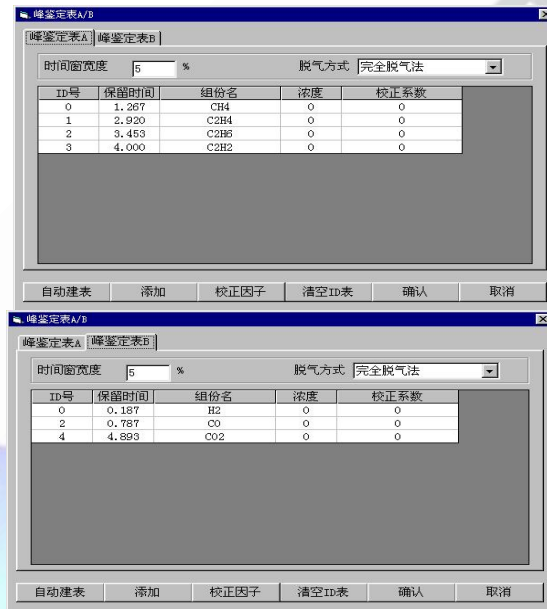 峰鉴定表A/B
峰鉴定表A 峰鉴定表B
时间窗宽度 5 % 脱气方式 完全脱气法
ID号 保留时间 组份名 浓度 校正系数
0 1.267 CH4 0 0
1 2.920 C2H4 0 0
2 3.453 C2H6 0 0
3 4.000 C2H2 0 0
自动建表 添加 校正因子 清空ID表 确认 取消
峰鉴定表A/B
峰鉴定表A 峰鉴定表B
时间窗宽度 5 % 脱气方式 完全脱气法
ID号 保留时间 组份名 浓度 校正系数
0 0.187 H2 0 0
2 0.787 CO 0 0
4 4.893 CO2 0 0
自动建表 添加 校正因子 清空ID表 确认 取消